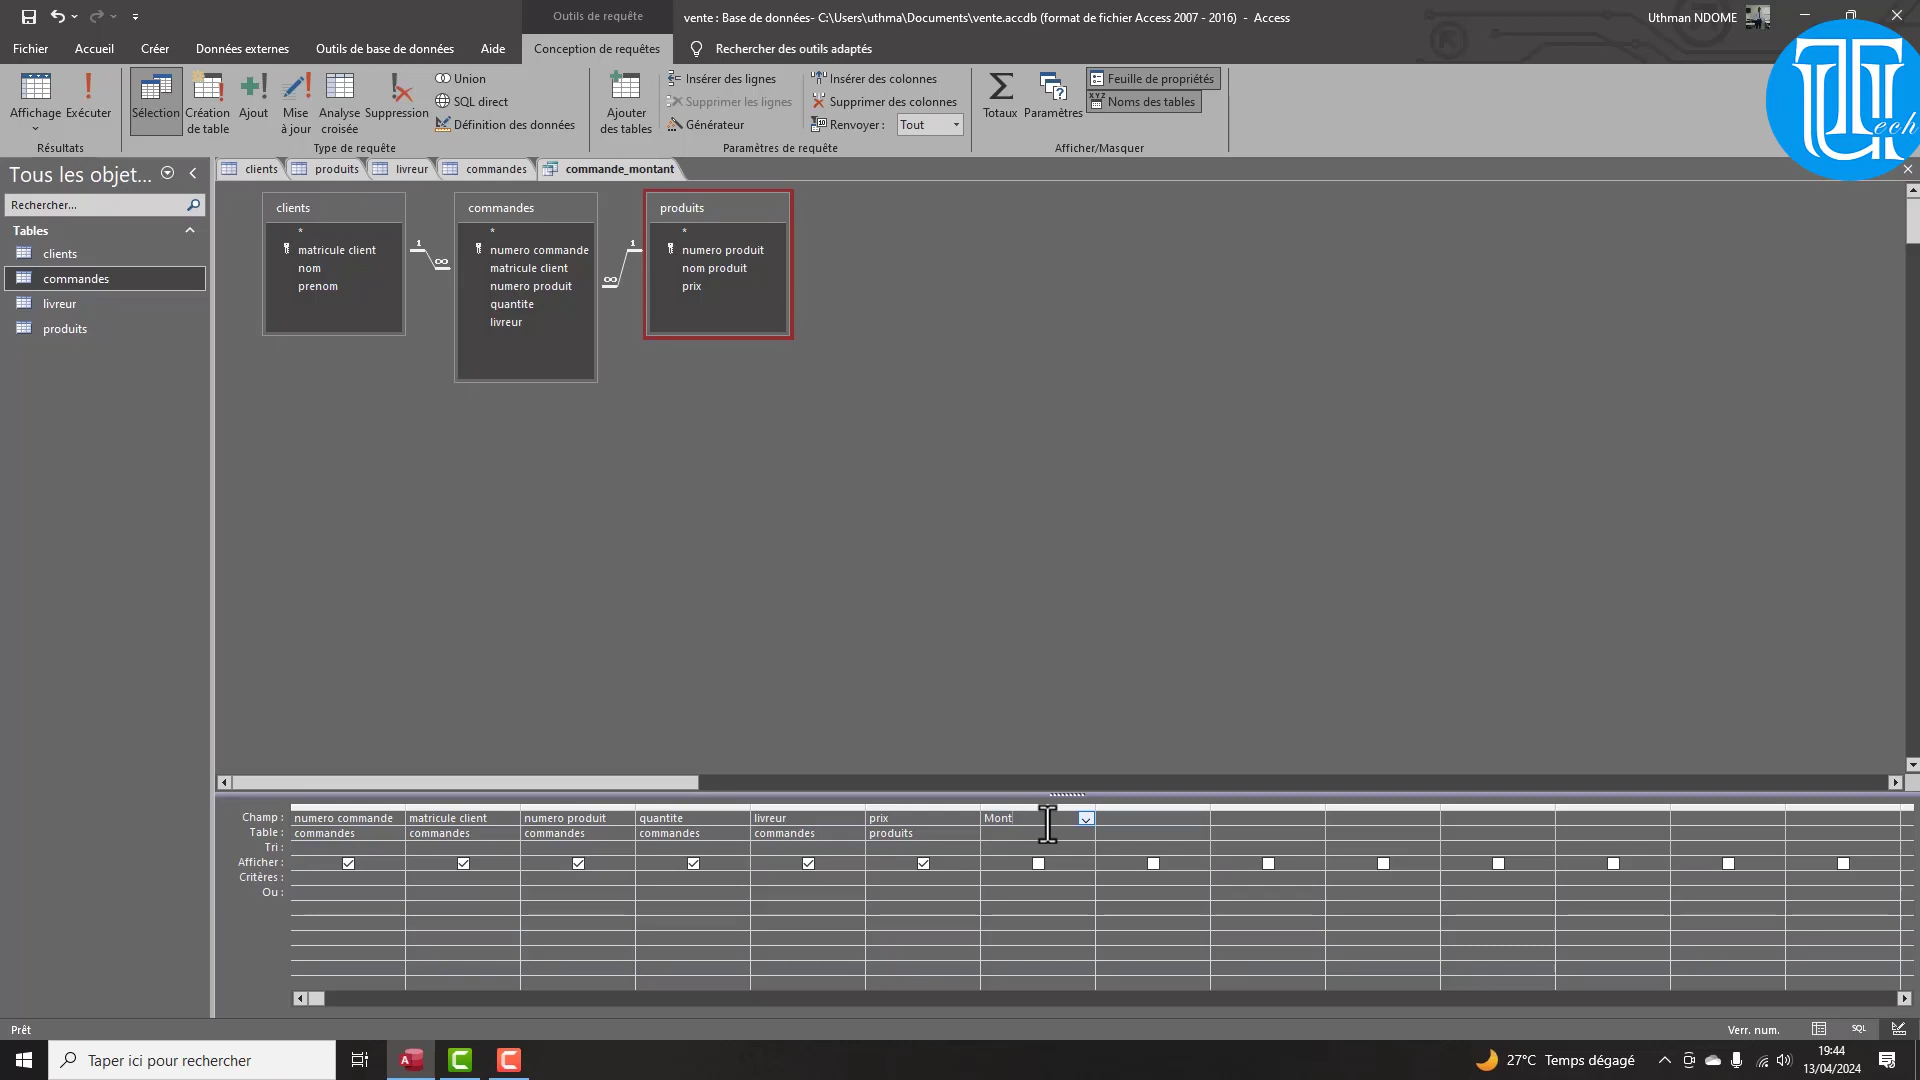 Outils de requête
vente : Base de données- C:\Users\uthma\Documents\vente.accdb (format de fichier Access 2007 - 2016) - Access
Uthman NDOME
Fichier Accueil Créer Données externes Outils de base de données Aide Conception de requêtes Rechercher des outils adaptés
Affichage
Exécuter
Résultats
Sélection
Création
de table
Ajout
Mise
à jour
Analyse
croisée
Suppression
Union
SQL direct
Définition des données
Type de requête
Ajouter
des tables
Insérer des lignes
Supprimer les lignes
Générateur
Insérer des colonnes
Supprimer des colonnes
Renvoyer : Tout
Paramètres de requête
Totaux
Paramètres
Feuille de propriétés
XYZ
Noms des tables
Afficher/Masquer
UTech
Tous les objet...
Rechercher...
Tables
clients
commandes
livreur
produits
clients produits livreur commandes commande_montant
clients
*
matricule client
nom
prenom
1
∞
commandes
*
numero commande
matricule client
numero produit
quantite
livreur
1
∞
produits
*
numero produit
nom produit
prix
Champ : numero commande matricule client numero produit quantite livreur prix Mont
Table : commandes commandes commandes commandes commandes produits
Tri :
Afficher :
Critères :
Ou :
Prêt
Verr. num.
SQL
Taper ici pour rechercher
27°C Temps dégagé
19:44
13/04/2024